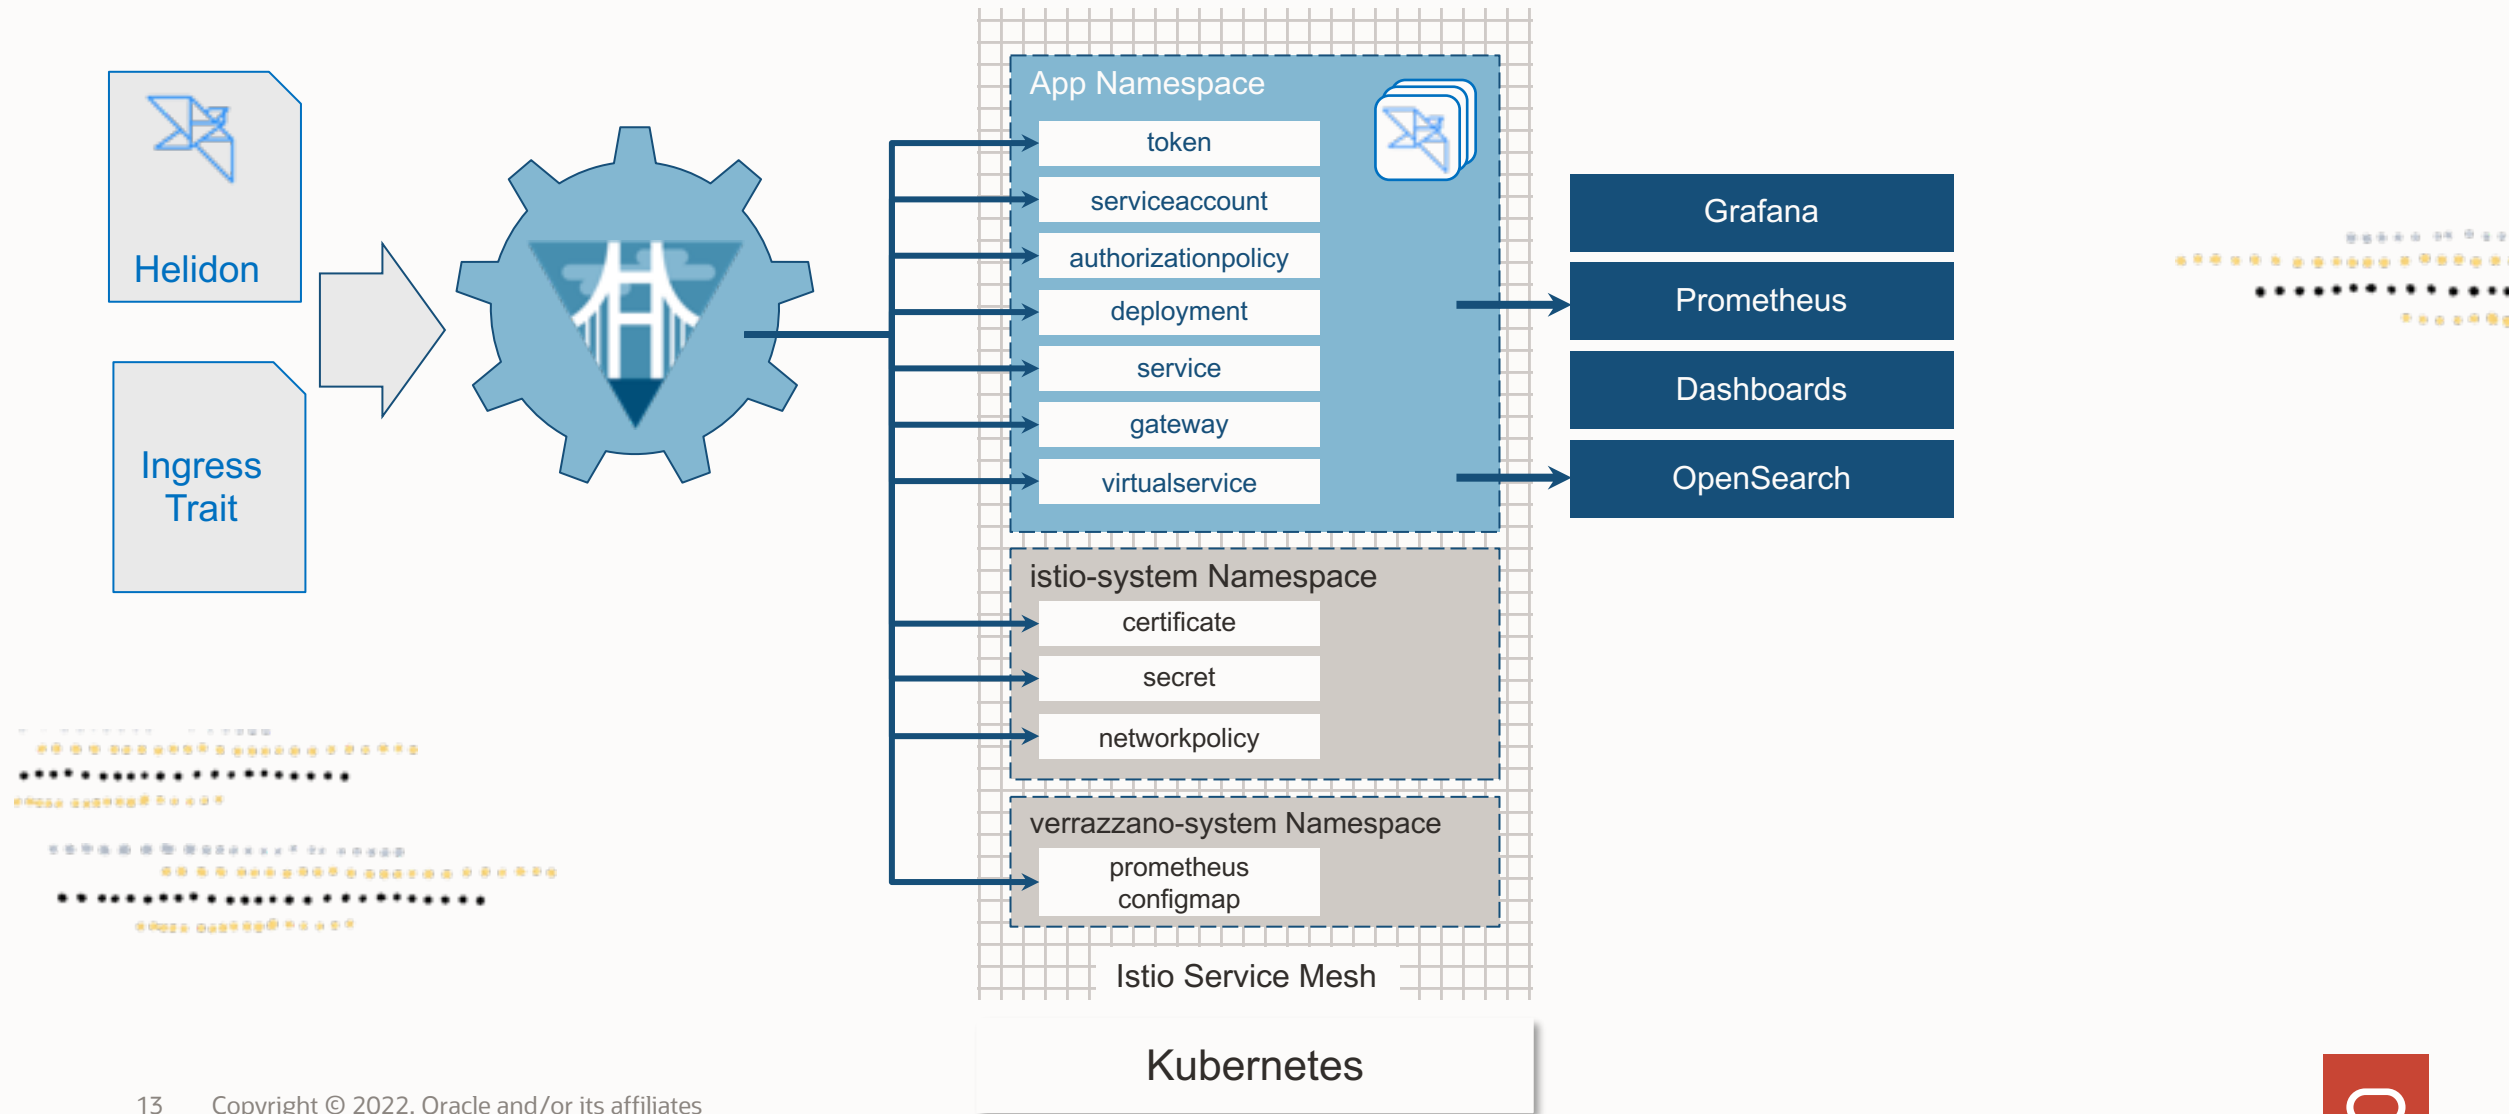 Helidon
Ingress
Trait
App Namespace
token
serviceaccount
authorizationpolicy
deployment
service
gateway
virtualservice
istio-system Namespace
certificate
secret
networkpolicy
verrazzano-system Namespace
prometheus
configmap
Istio Service Mesh
Kubernetes
Grafana
Prometheus
Dashboards
OpenSearch
13 Copyright © 2022, Oracle and/or its affiliates